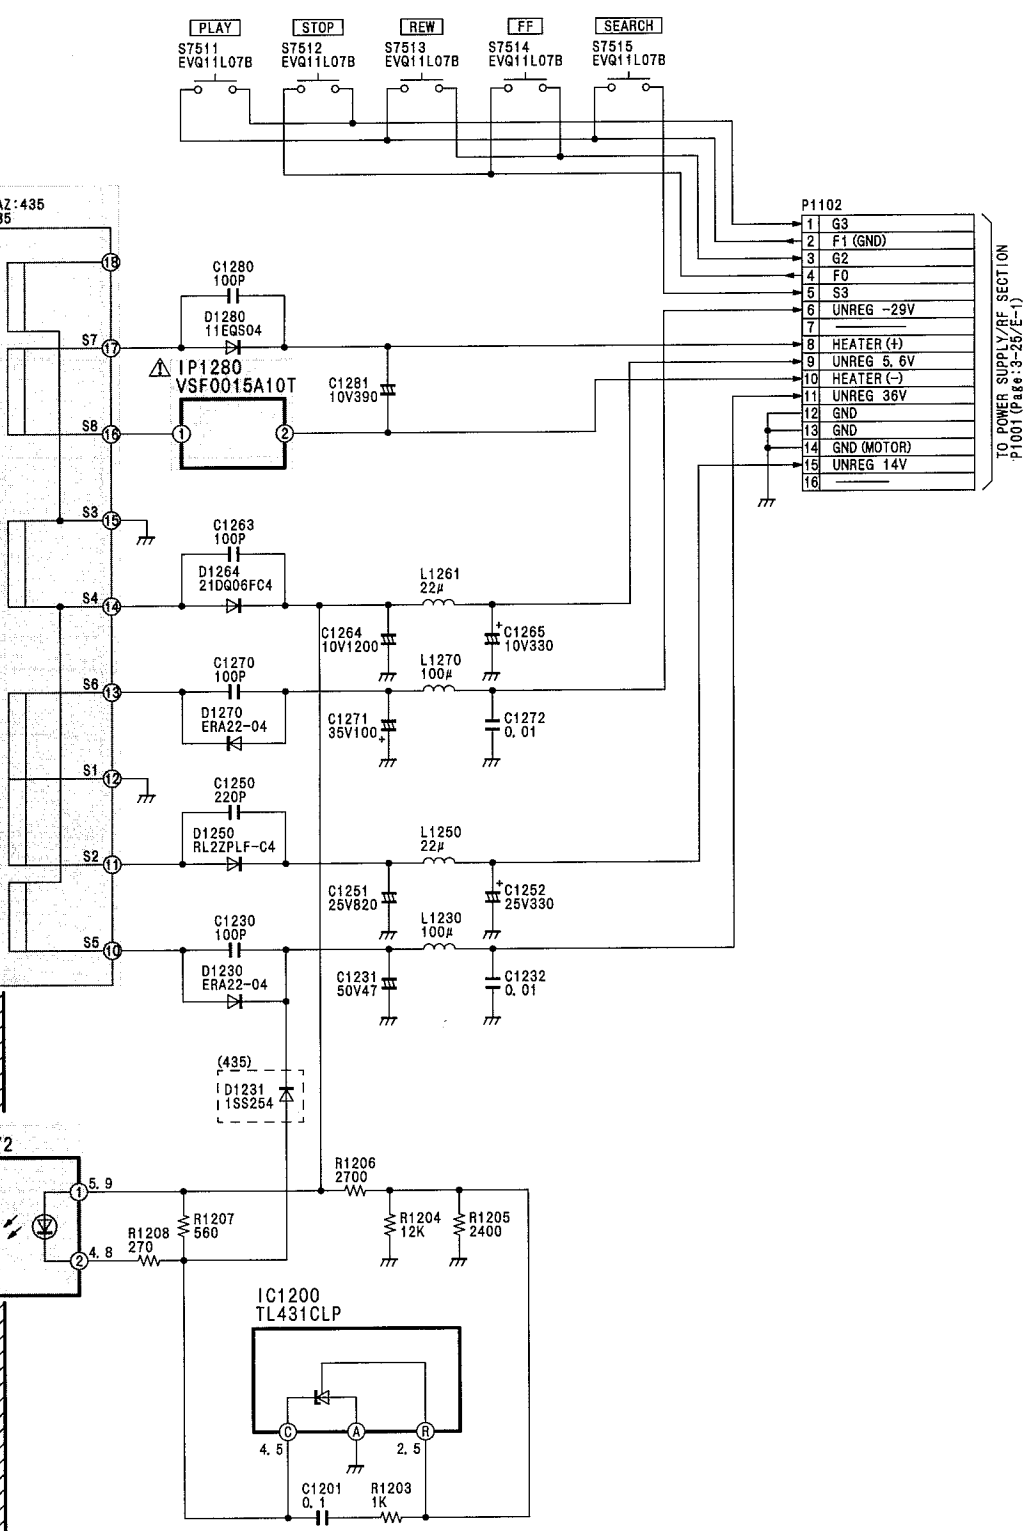 PLAY STOP REW FF SEARCH
S7511 S7512 S7513 S7514 S7515
EVQ11L07B EVQ11L07B EVQ11L07B EVQ11L07B EVQ11L07B
AZ:435
35
P1102
1 G3
2 F1(GND)
3 G2
4 F0
5 S3
6 UNREG -29V
7
8 HEATER(+)
9 UNREG 5.6V
10 HEATER(-)
11 UNREG 36V
12 GND
13 GND
14 GND(MOTOR)
15 UNREG 14V
16
TO POWER SUPPLY/RF SECTION
P1001(Page:3-25/E-1)
18
C1280
100P
D1280
11EQS04
S7 17
IP1280
VSF0015A10T
C1281
10V390
S8 16 1 2
S3 15
C1263
100P
D1264
21DQ06FC4
L1261
22μ
S4 14
C1264
10V1200
+ C1265
10V330
C1270
100P
L1270
100μ
S6 13
D1270
ERA22-04
C1271
35V100
+
C1272
0.01
S1 12
C1250
220P
D1250
RL2ZPLF-C4
L1250
22μ
S2 11
C1251
25V820
+ C1252
25V330
C1230
100P
L1230
100μ
S5 10
D1230
ERA22-04
C1231
50V47
C1232
0.01
(435)
D1231
1SS254
/2
R1206
2700
1 5.9
R1207
560
R1204
12K
R1205
2400
R1208
270
2 4.8
IC1200
TL431CLP
C A R
4.5 2.5
C1201
0.1
R1203
1K